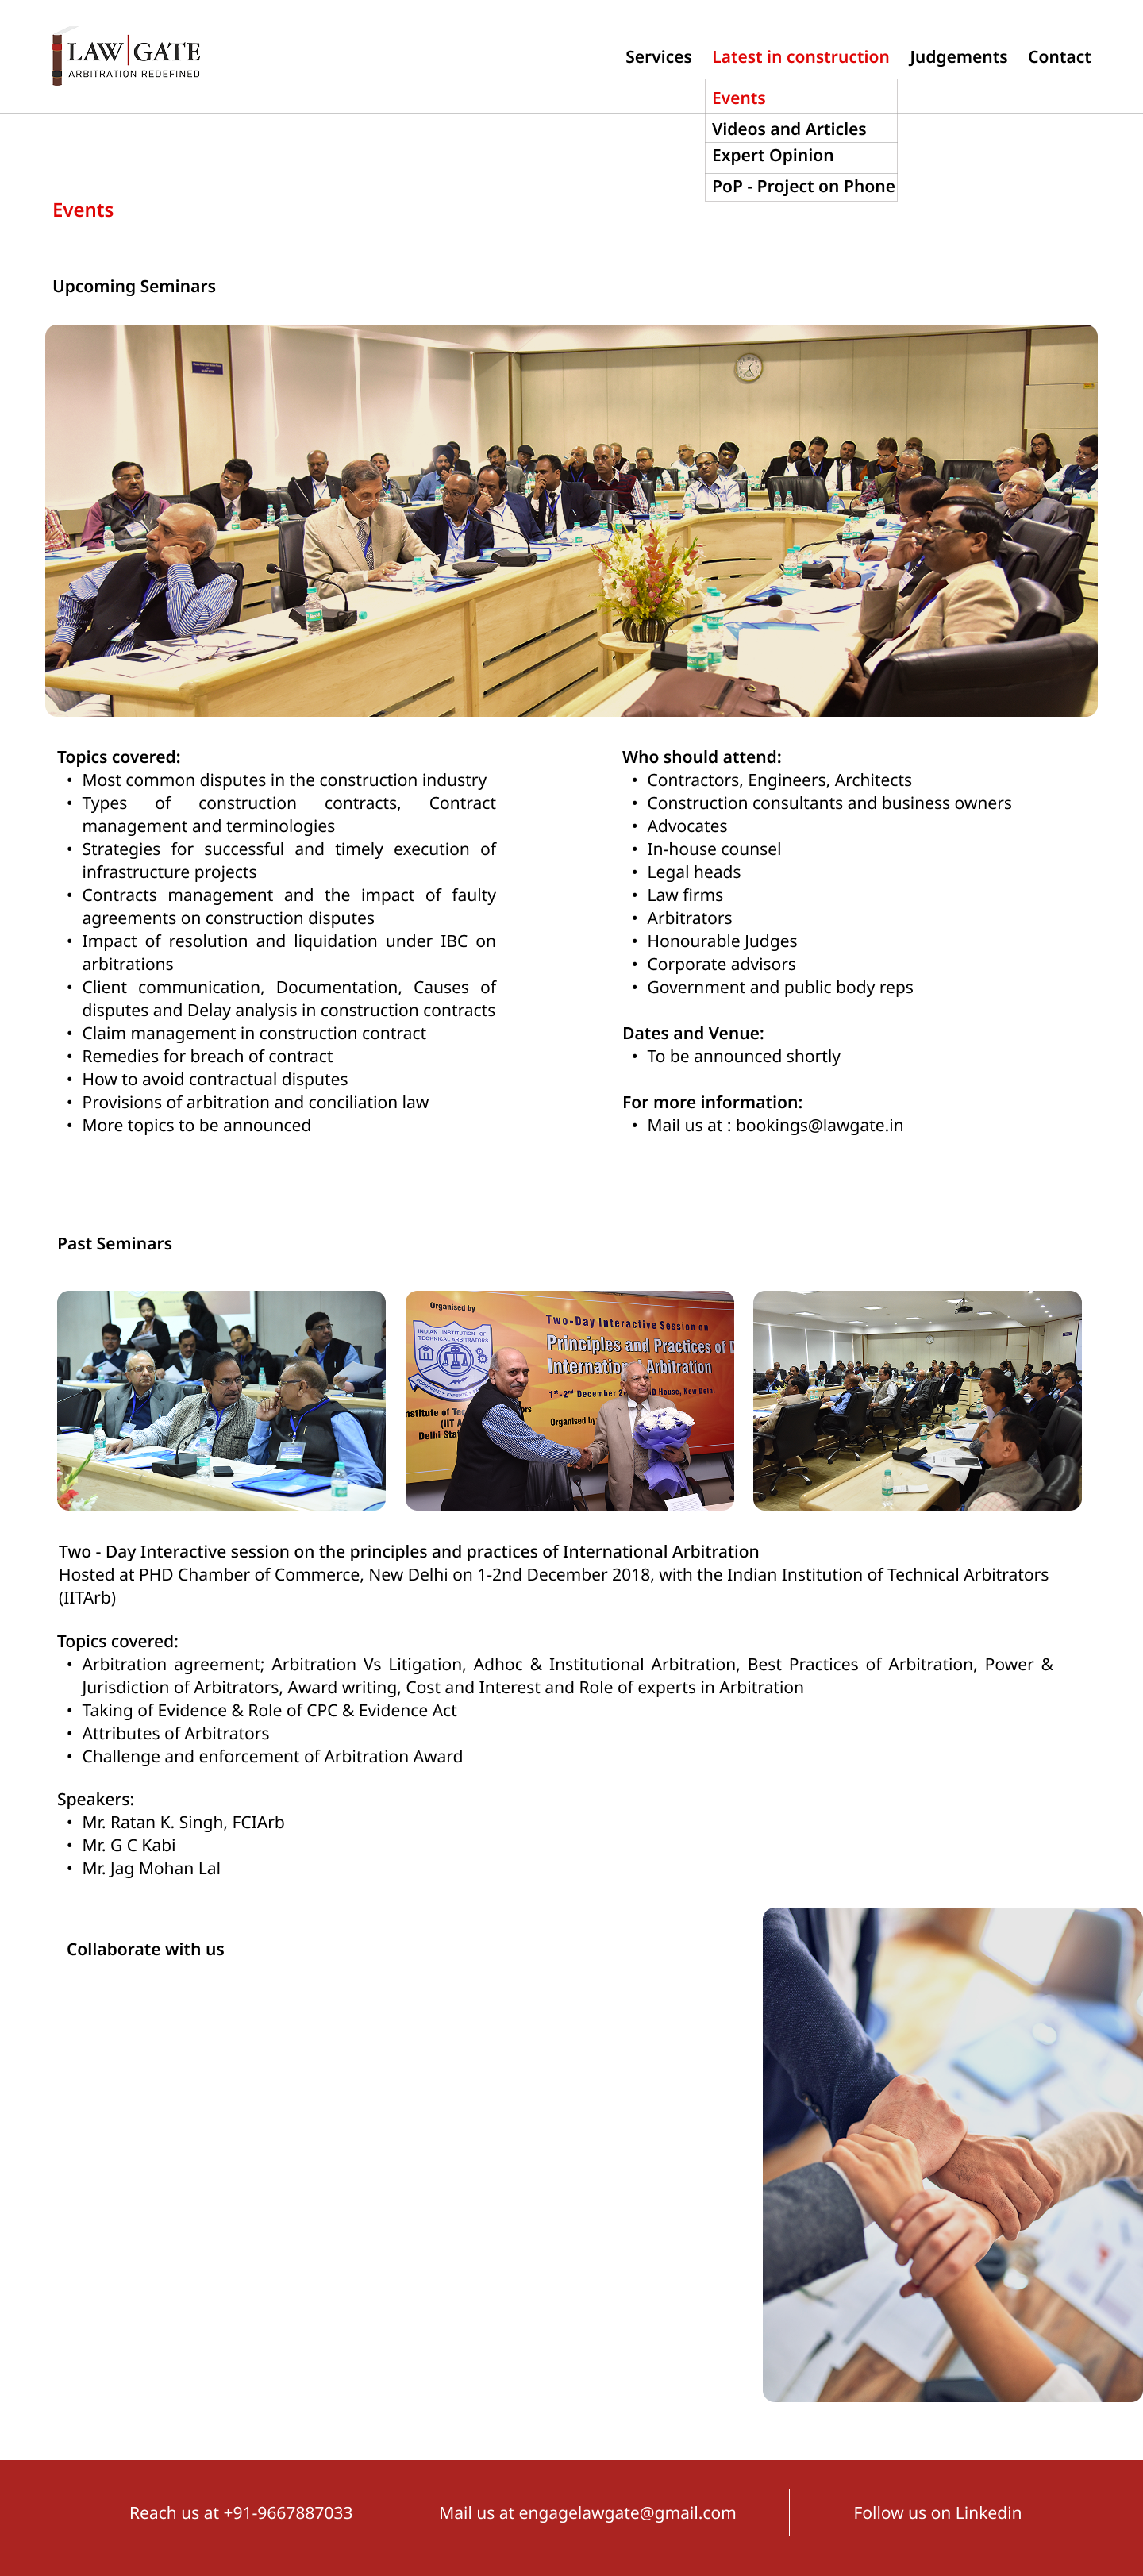 LAW GATE
ARBITRATION REDEFINED
Services Latest in construction Judgements Contact
Events
Videos and Articles
Expert Opinion
PoP - Project on Phone
Events
Upcoming Seminars
Topics covered:
• Most common disputes in the construction industry
• Types of construction contracts, Contract
management and terminologies
• Strategies for successful and timely execution of
infrastructure projects
• Contracts management and the impact of faulty
agreements on construction disputes
• Impact of resolution and liquidation under IBC on
arbitrations
• Client communication, Documentation, Causes of
disputes and Delay analysis in construction contracts
• Claim management in construction contract
• Remedies for breach of contract
• How to avoid contractual disputes
• Provisions of arbitration and conciliation law
• More topics to be announced
Who should attend:
• Contractors, Engineers, Architects
• Construction consultants and business owners
• Advocates
• In-house counsel
• Legal heads
• Law firms
• Arbitrators
• Honourable Judges
• Corporate advisors
• Government and public body reps
Dates and Venue:
• To be announced shortly
For more information:
• Mail us at : bookings@lawgate.in
Past Seminars
Organised by
INDIAN INSTITUTION OF
TECHNICAL ARBITRATORS
Two-Day Interactive Session on
Principles and Practices of D
International Arbitration
1st-2nd December House, New Delhi
nstitute of
(IIT
Delhi
Organised by
Two - Day Interactive session on the principles and practices of International Arbitration
Hosted at PHD Chamber of Commerce, New Delhi on 1-2nd December 2018, with the Indian Institution of Technical Arbitrators
(IITArb)
Topics covered:
• Arbitration agreement; Arbitration Vs Litigation, Adhoc & Institutional Arbitration, Best Practices of Arbitration, Power &
Jurisdiction of Arbitrators, Award writing, Cost and Interest and Role of experts in Arbitration
• Taking of Evidence & Role of CPC & Evidence Act
• Attributes of Arbitrators
• Challenge and enforcement of Arbitration Award
Speakers:
• Mr. Ratan K. Singh, FCIArb
• Mr. G C Kabi
• Mr. Jag Mohan Lal
Collaborate with us
Reach us at +91-9667887033 Mail us at engagelawgate@gmail.com Follow us on Linkedin